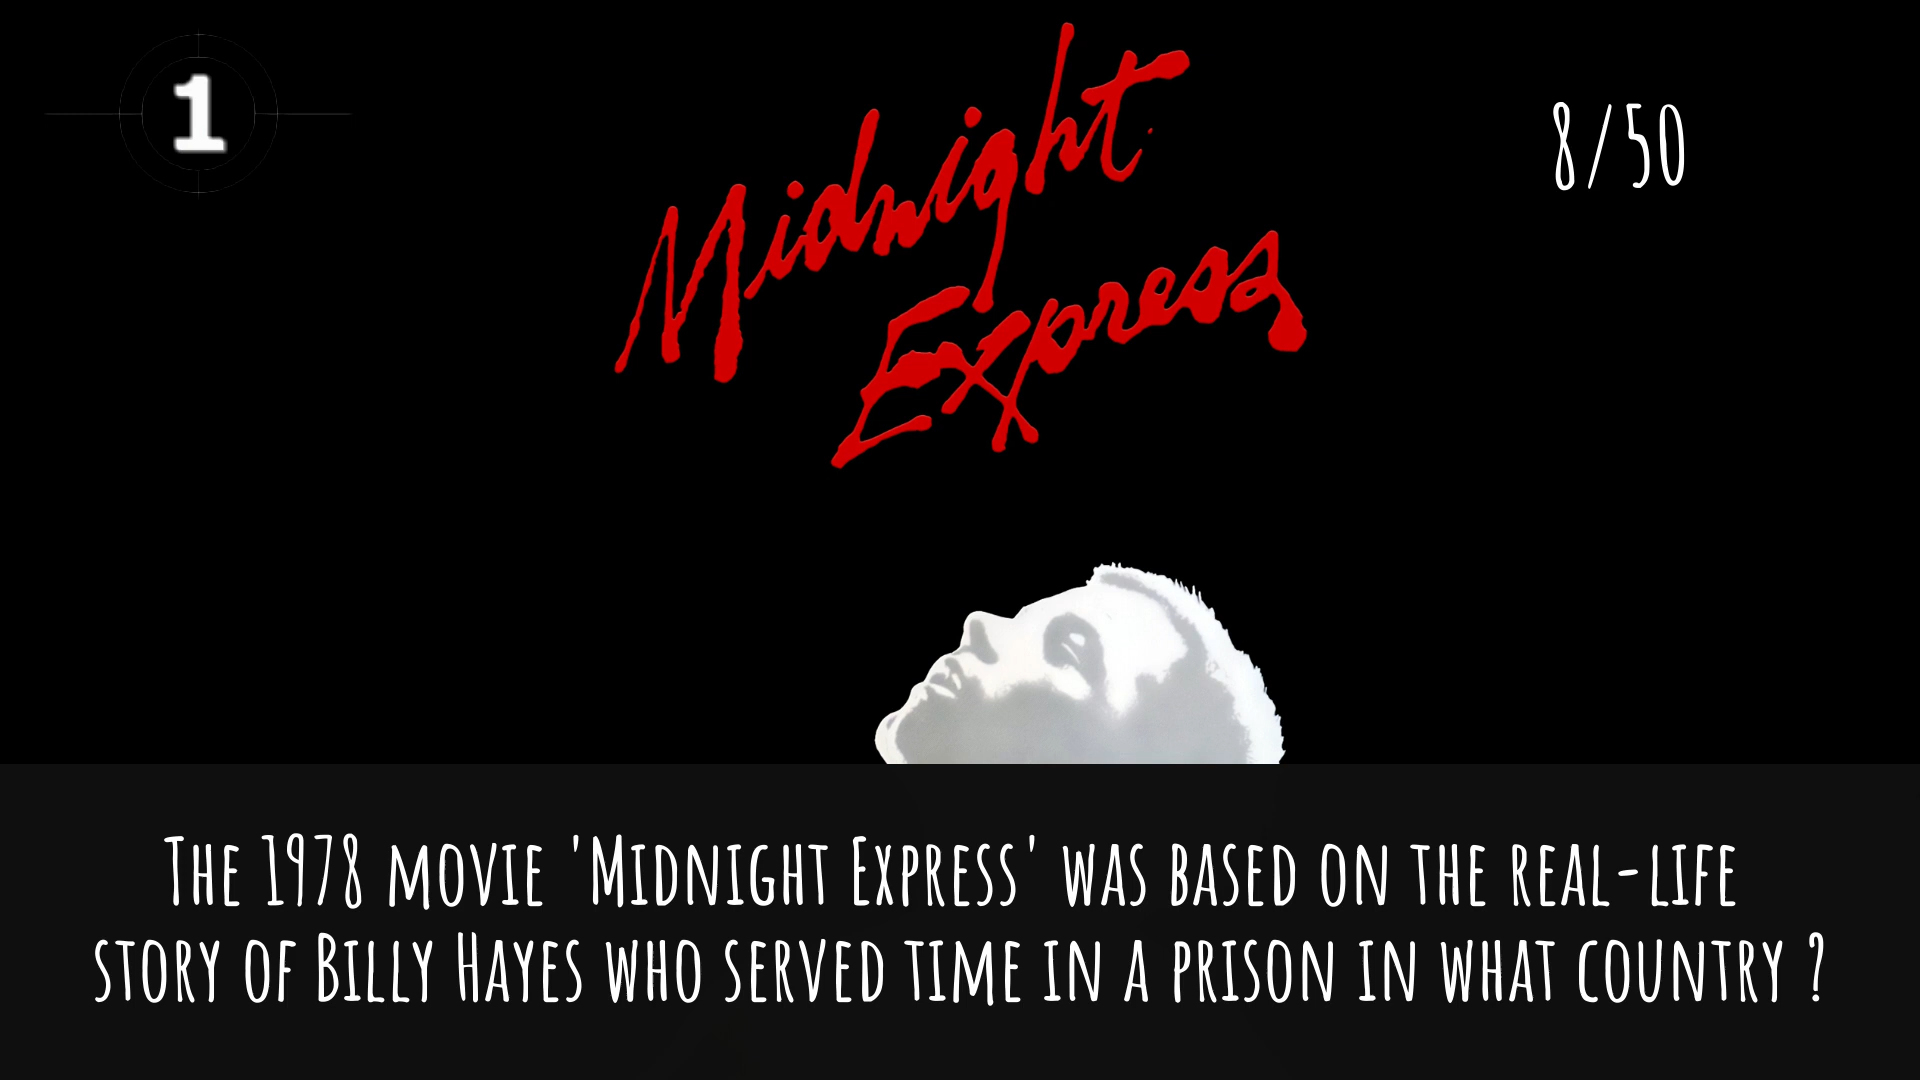 1
Midnight
8/50
Express
The 1978 movie 'Midnight Express' was based on the real-life
story of Billy Hayes who served time in a prison in what country ?